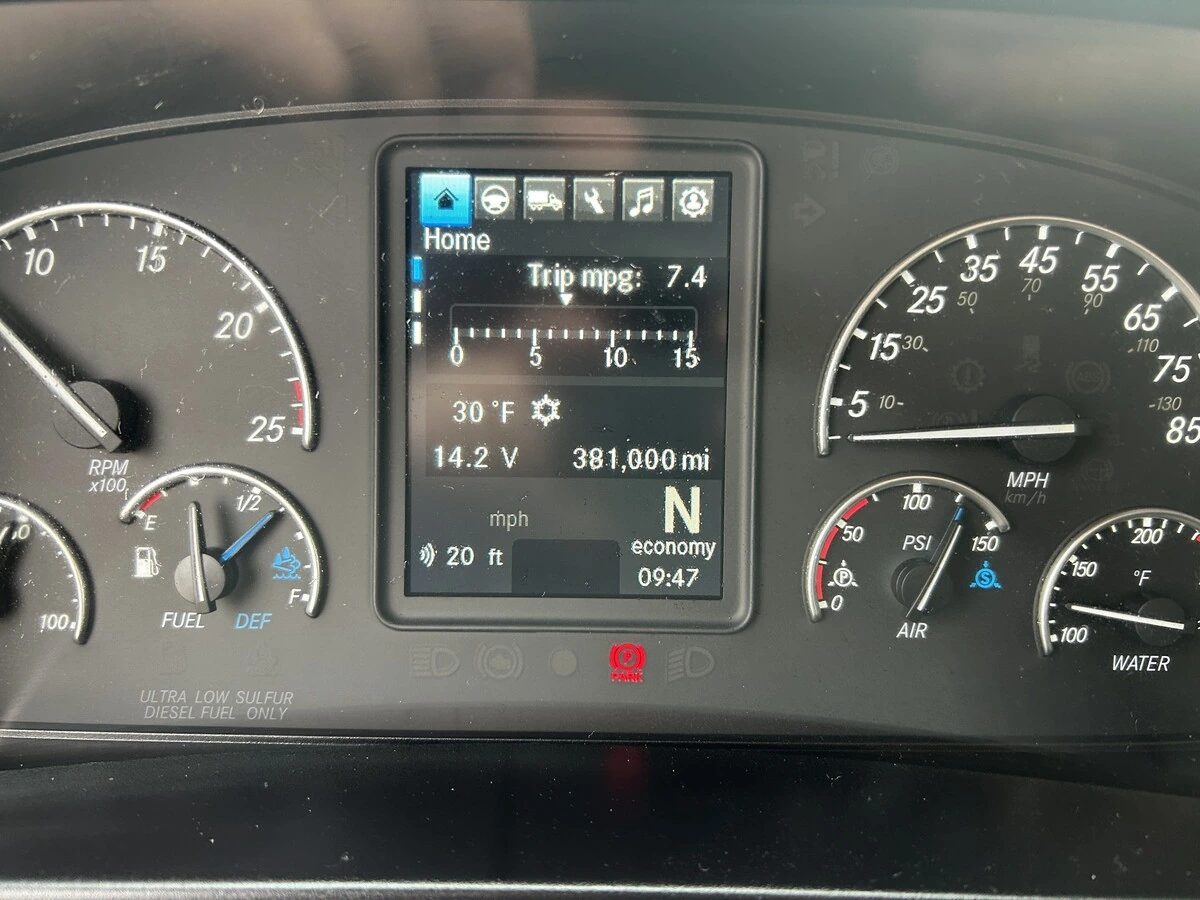 Home
Trip mpg: 7.4
0 5 10 15
30 °F
14.2 V 381,000 mi
mph
N
economy
20 ft
09:47
10 15 20 25
RPM
x100
E 1/2 F
FUEL DEF
ULTRA LOW SULFUR
DIESEL FUEL ONLY
100
PARK
5 15 25 35 45 55 65 75 85
10 30 50 70 90 110 130
MPH
km/h
0 50 100 150
PSI
P
S
AIR
100 150 200
°F
WATER